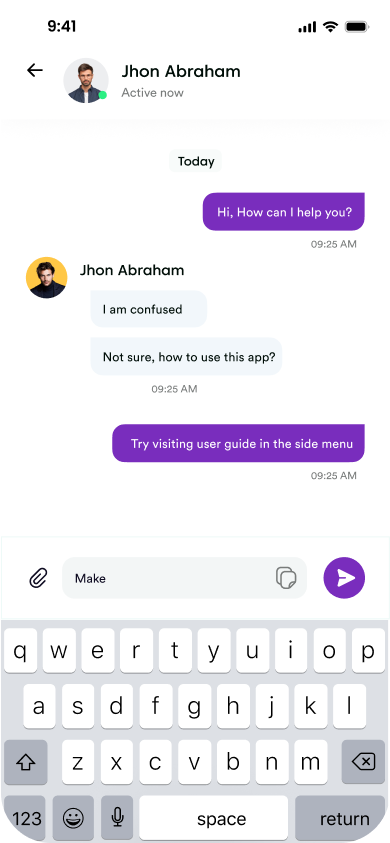 9:41
Jhon Abraham
Active now
Today
Hi, How can I help you?
09:25 AM
Jhon Abraham
I am confused
Not sure, how to use this app?
09:25 AM
Try visiting user guide in the side menu
09:25 AM
Make
q w e r t y u i o p
a s d f g h j k l
z x c v b n m
123 space return